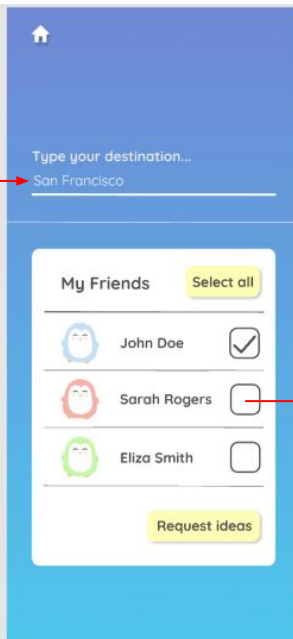 Type your destination...
San Francisco
My Friends
Select all
John Doe
Sarah Rogers
Eliza Smith
Request ideas